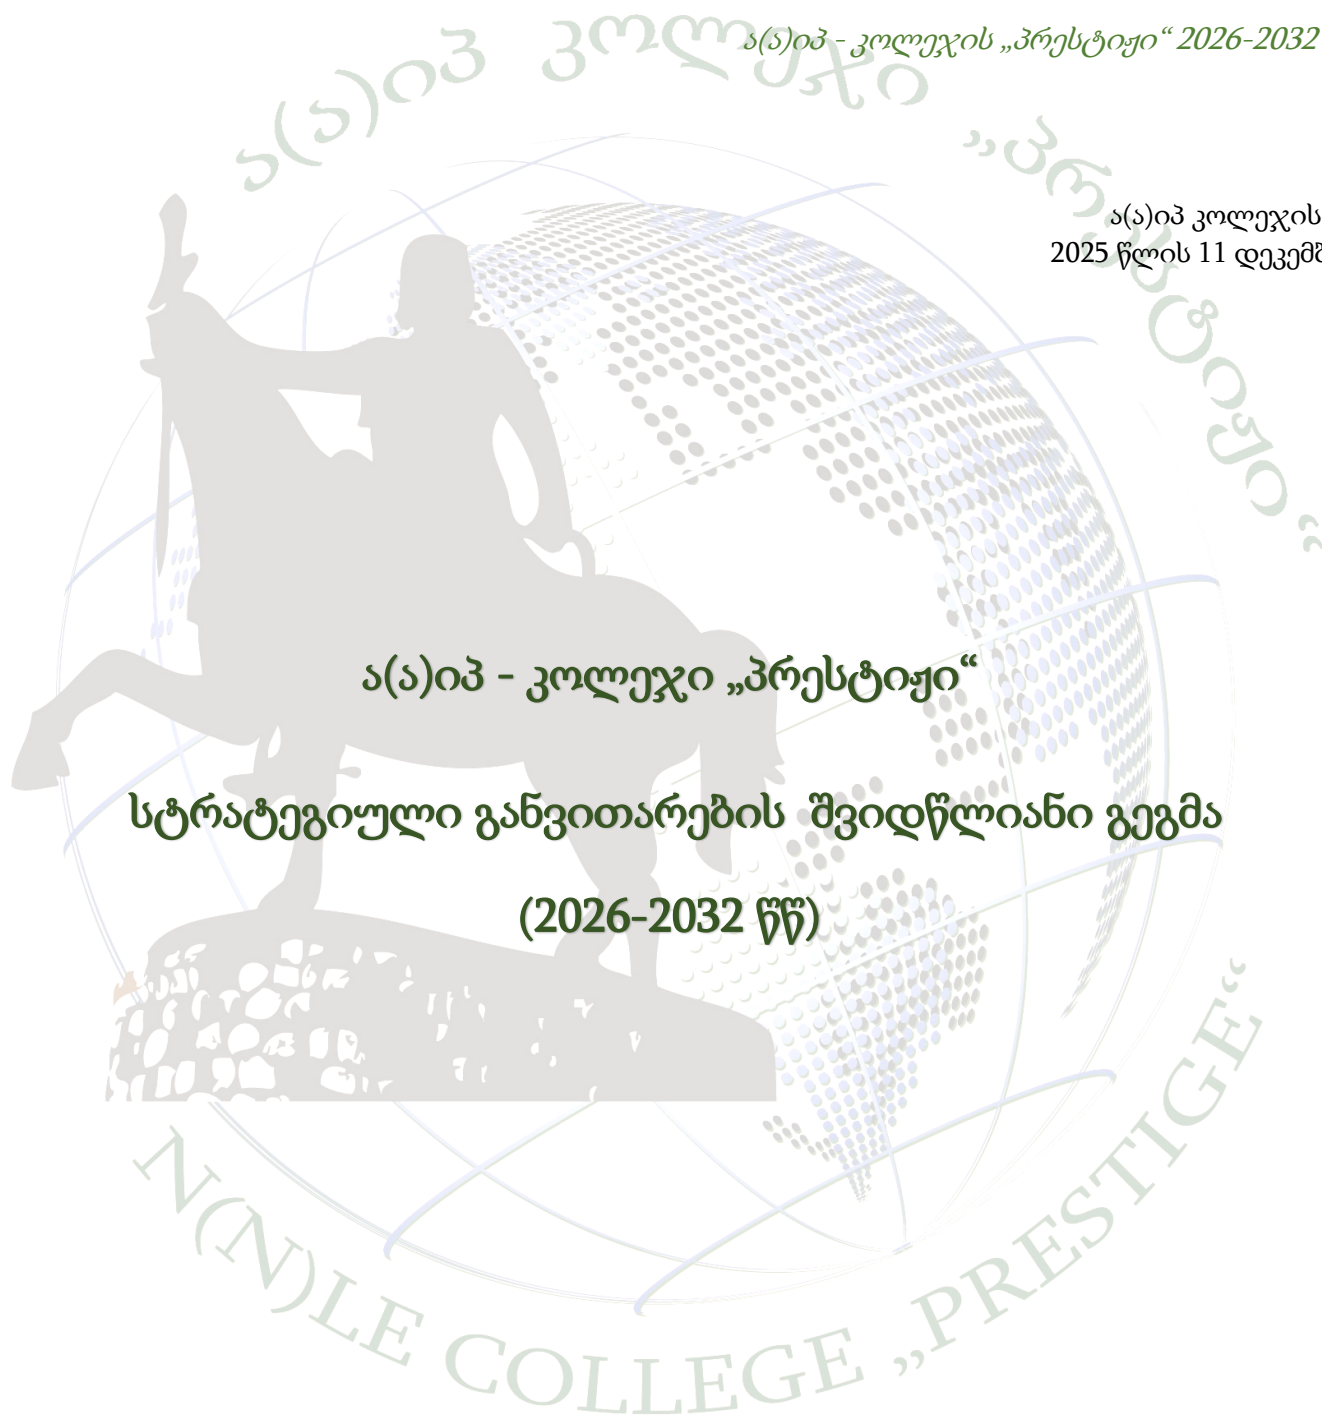 ა(ა)იპ - კოლეჯის „პრესტიჟი“ 2026-2032
ა(ა)იპ კოლეჯი „პრესტიჟი“
ა(ა)იპ კოლეჯის
2025 წლის 11
ა(ა)იპ - კოლეჯი „პრესტიჟი“
სტრატეგიული განვითარების შვიდწლიანი გეგმა
(2026-2032 წწ)
N(N)LE COLLEGE „PRESTIGE“